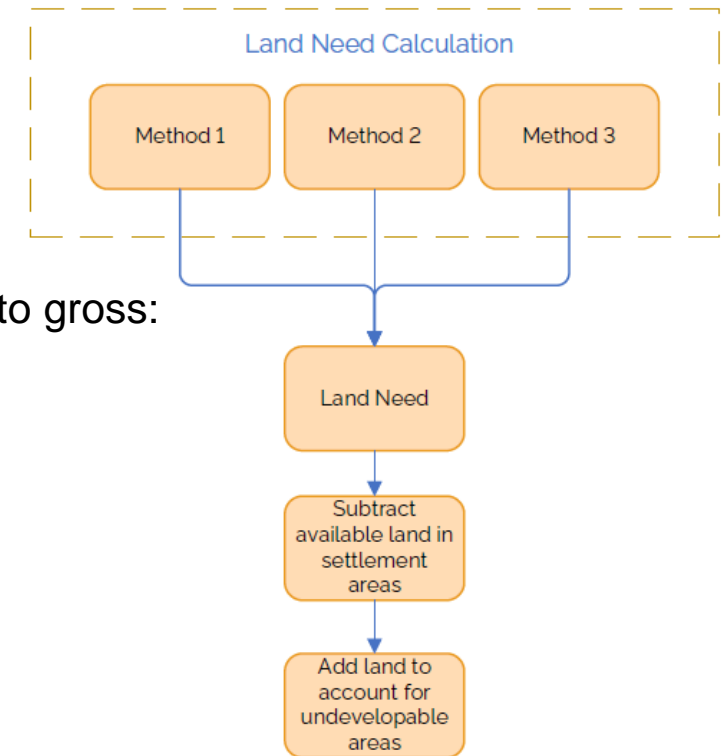 Land Need Calculation
Method 1
Method 2
Method 3
to gross:
Land Need
Subtract
available land in
settlement
areas
Add land to
account for
undevelopable
areas